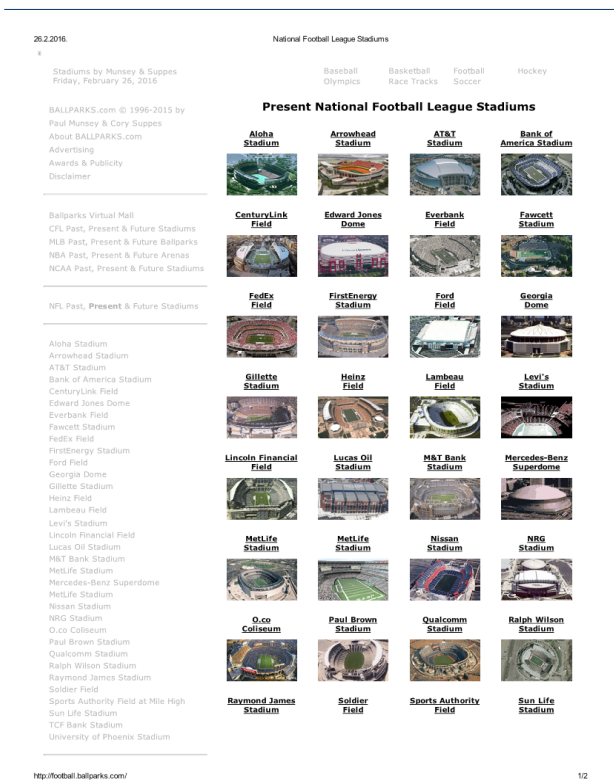 26.2.2016.
National Football League Stadiums
Stadiums by Munsey & Suppes
Friday, February 26, 2016
Baseball Basketball Football Hockey
Olympics Race Tracks Soccer
BALLPARKS.com © 1996-2015 by
Paul Munsey & Cory Suppes
About BALLPARKS.com
Advertising
Awards & Publicity
Disclaimer
Ballparks Virtual Mall
CFL Past, Present & Future Stadiums
MLB Past, Present & Future Ballparks
NBA Past, Present & Future Arenas
NCAA Past, Present & Future Stadiums
NFL Past, Present & Future Stadiums
Aloha Stadium
Arrowhead Stadium
AT&T Stadium
Bank of America Stadium
CenturyLink Field
Edward Jones Dome
Everbank Field
Fawcett Stadium
FedEx Field
FirstEnergy Stadium
Ford Field
Georgia Dome
Gillette Stadium
Heinz Field
Lambeau Field
Levi's Stadium
Lincoln Financial Field
Lucas Oil Stadium
M&T Bank Stadium
MetLife Stadium
Mercedes-Benz Superdome
MetLife Stadium
Nissan Stadium
NRG Stadium
O.co Coliseum
Paul Brown Stadium
Qualcomm Stadium
Ralph Wilson Stadium
Raymond James Stadium
Soldier Field
Sports Authority Field at Mile High
Sun Life Stadium
TCF Bank Stadium
University of Phoenix Stadium
Present National Football League Stadiums
Aloha
Stadium
Arrowhead
Stadium
AT&T
Stadium
Bank of
America Stadium
CenturyLink
Field
Edward Jones
Dome
Everbank
Field
Fawcett
Stadium
FedEx
Field
FirstEnergy
Stadium
Ford
Field
Georgia
Dome
Gillette
Stadium
Heinz
Field
Lambeau
Field
Levi's
Stadium
Lincoln Financial
Field
Lucas Oil
Stadium
M&T Bank
Stadium
Mercedes-Benz
Superdome
MetLife
Stadium
MetLife
Stadium
Nissan
Stadium
NRG
Stadium
O.co
Coliseum
Paul Brown
Stadium
Qualcomm
Stadium
Ralph Wilson
Stadium
Raymond James
Stadium
Soldier
Field
Sports Authority
Field
Sun Life
Stadium
http://football.ballparks.com/
1/2